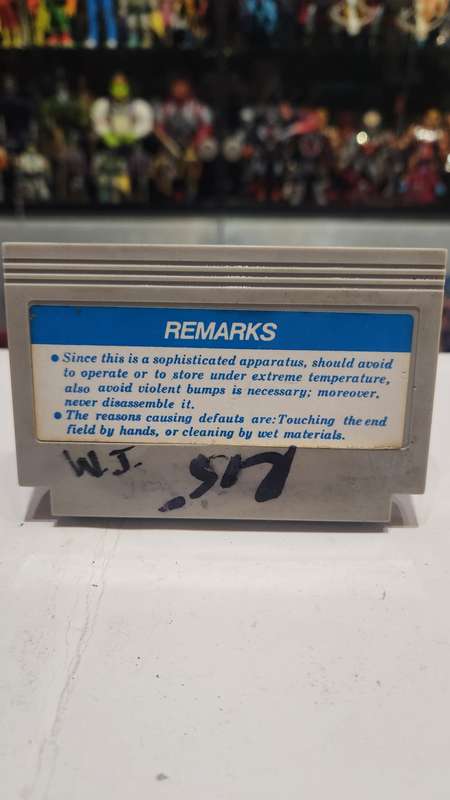 REMARKS
● Since this is a sophisticated apparatus, should avoid
to operate or to store under extreme temperature,
also avoid violent bumps is necessary; moreover,
never disassemble it.
● The reasons causing defauts are: Touching the end
field by hands, or cleaning by wet materials.
W.J.